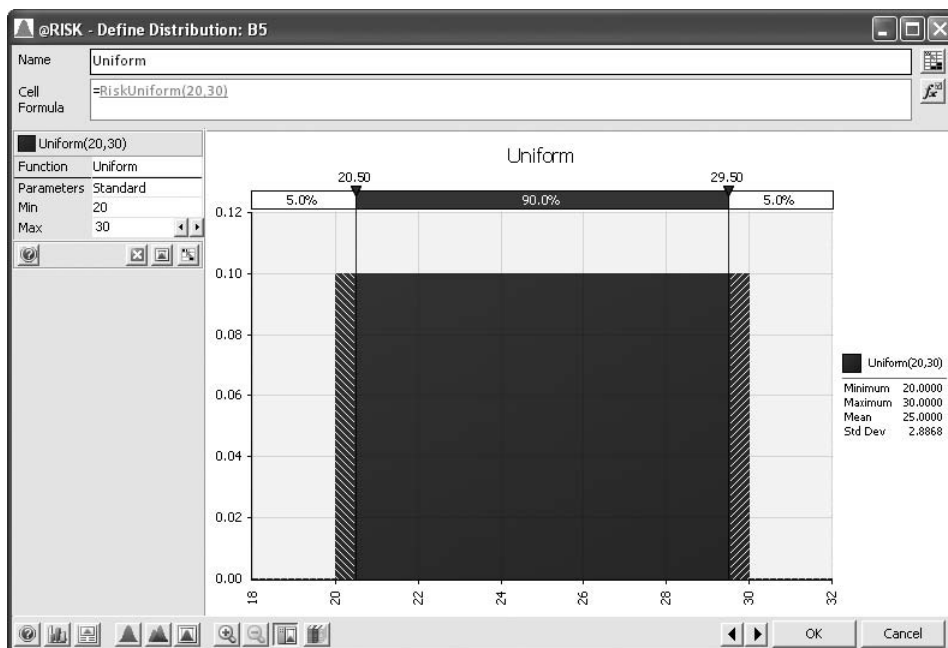 @RISK - Define Distribution: B5
Name Uniform
Cell Formula =RiskUniform(20,30)
Uniform(20,30)
Function Uniform
Parameters Standard
Min 20
Max 30
Uniform
20.50 29.50
5.0% 90.0% 5.0%
0.12
0.10
0.08
0.06
0.04
0.02
0.00
18 20 22 24 26 28 30 32
Uniform(20,30)
Minimum 20.0000
Maximum 30.0000
Mean 25.0000
Std Dev 2.8868
OK Cancel